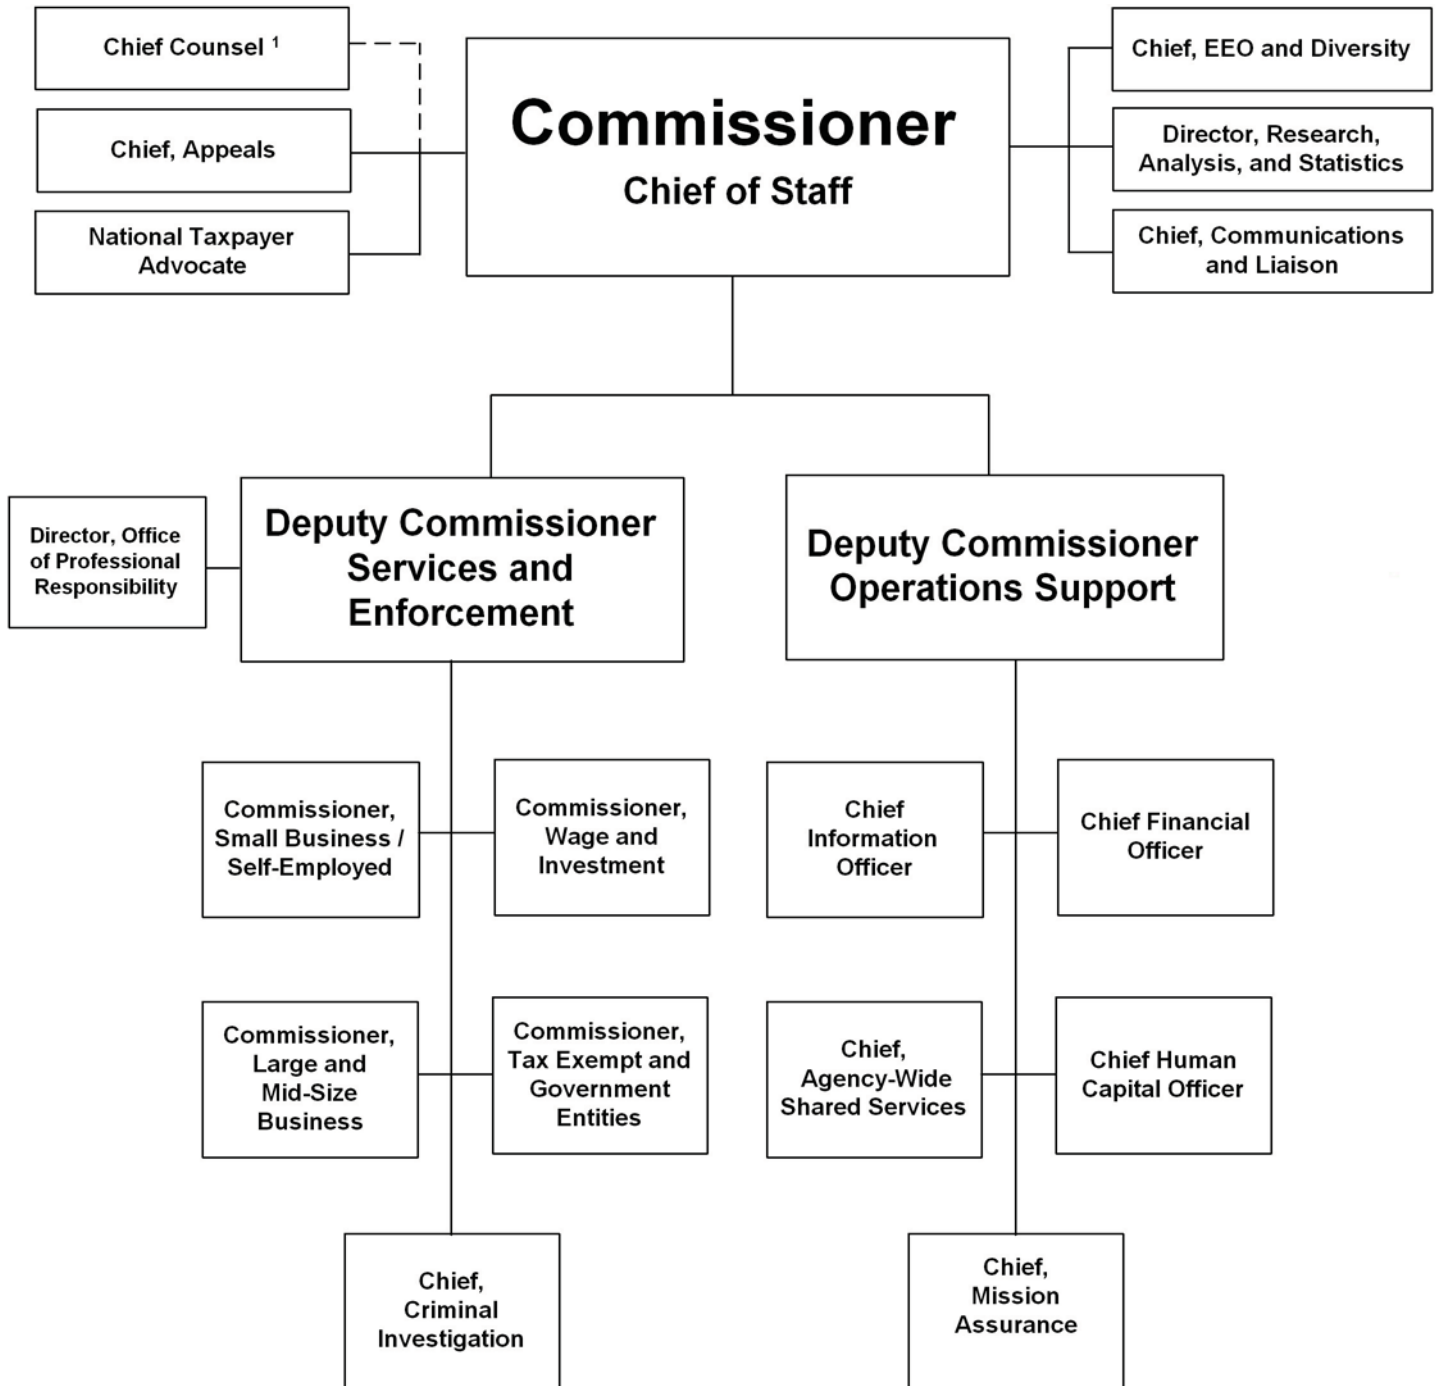 Chief Counsel ¹
Chief, Appeals
National Taxpayer
Advocate
Commissioner
Chief of Staff
Chief, EEO and Diversity
Director, Research,
Analysis, and Statistics
Chief, Communications
and Liaison
Director, Office
of Professional
Responsibility
Deputy Commissioner
Services and
Enforcement
Deputy Commissioner
Operations Support
Commissioner,
Small Business /
Self-Employed
Commissioner,
Wage and
Investment
Chief
Information
Officer
Chief Financial
Officer
Commissioner,
Large and
Mid-Size
Business
Commissioner,
Tax Exempt and
Government
Entities
Chief,
Agency-Wide
Shared Services
Chief Human
Capital Officer
Chief,
Criminal
Investigation
Chief,
Mission
Assurance